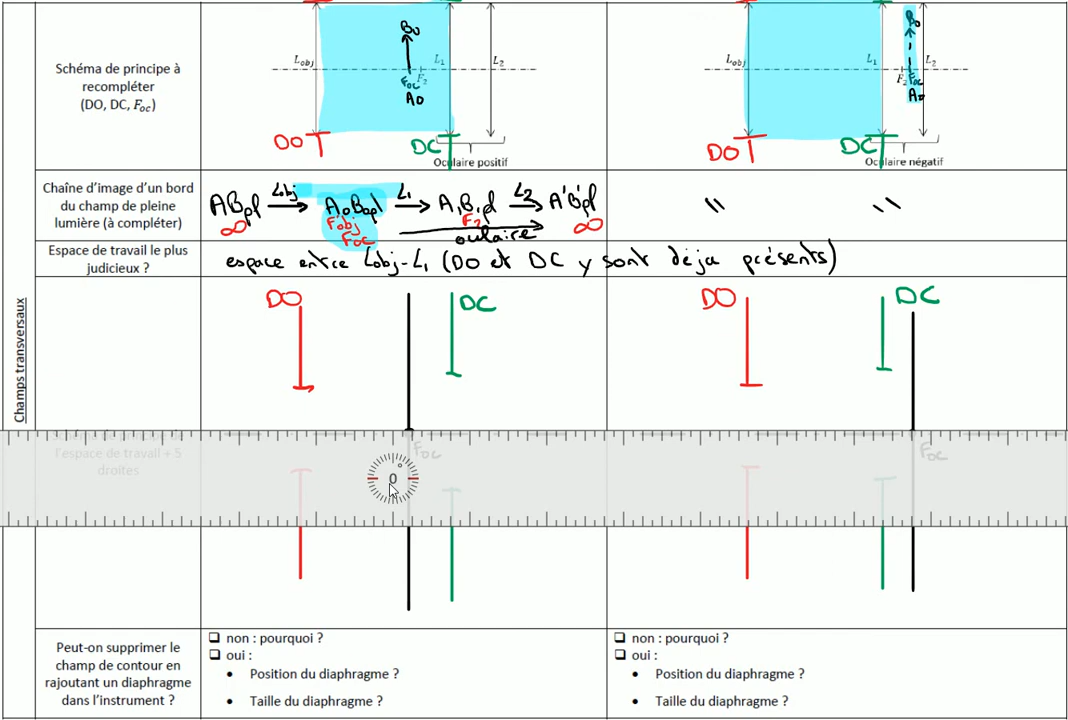 Schéma de principe à
recompléter
(DO, DC, Foc)
B0
Lobj
L1
L2
Foc
F2
A0
DO
DC
Oculaire positif
B0
Lobj
L1
L2
F2
Foc
A0
DO
DC
Oculaire négatif
Chaîne d'image d'un bord
du champ de pleine
lumière (à compléter)
ABpl Lobj→ A0B0pl L1→ A1B1pl L2→ A'B'pl
∞ F'obj F2 ∞
Foc oculaire
" "
Espace de travail le plus
judicieux ?
espace entre Lobj-L1 (DO et DC y sont déja présents)
Champs transversaux
DO
DC
DO
DC
l'espace de travail + 5
droites
Foc
Foc
0
Peut-on supprimer le
champ de contour en
rajoutant un diaphragme
dans l'instrument ?
non : pourquoi ?
oui :
• Position du diaphragme ?
• Taille du diaphragme ?
non : pourquoi ?
oui :
• Position du diaphragme ?
• Taille du diaphragme ?